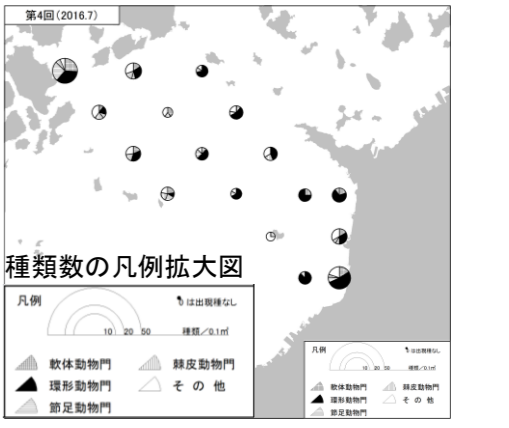 第4回(2016.7)
種類数の凡例拡大図
凡例
は出現種なし
10 20 50 種類/0.1㎡
軟体動物門 棘皮動物門
環形動物門 その他
節足動物門
凡例
は出現種なし
10 20 50 種類/0.1㎡
軟体動物門 棘皮動物門
環形動物門 その他
節足動物門